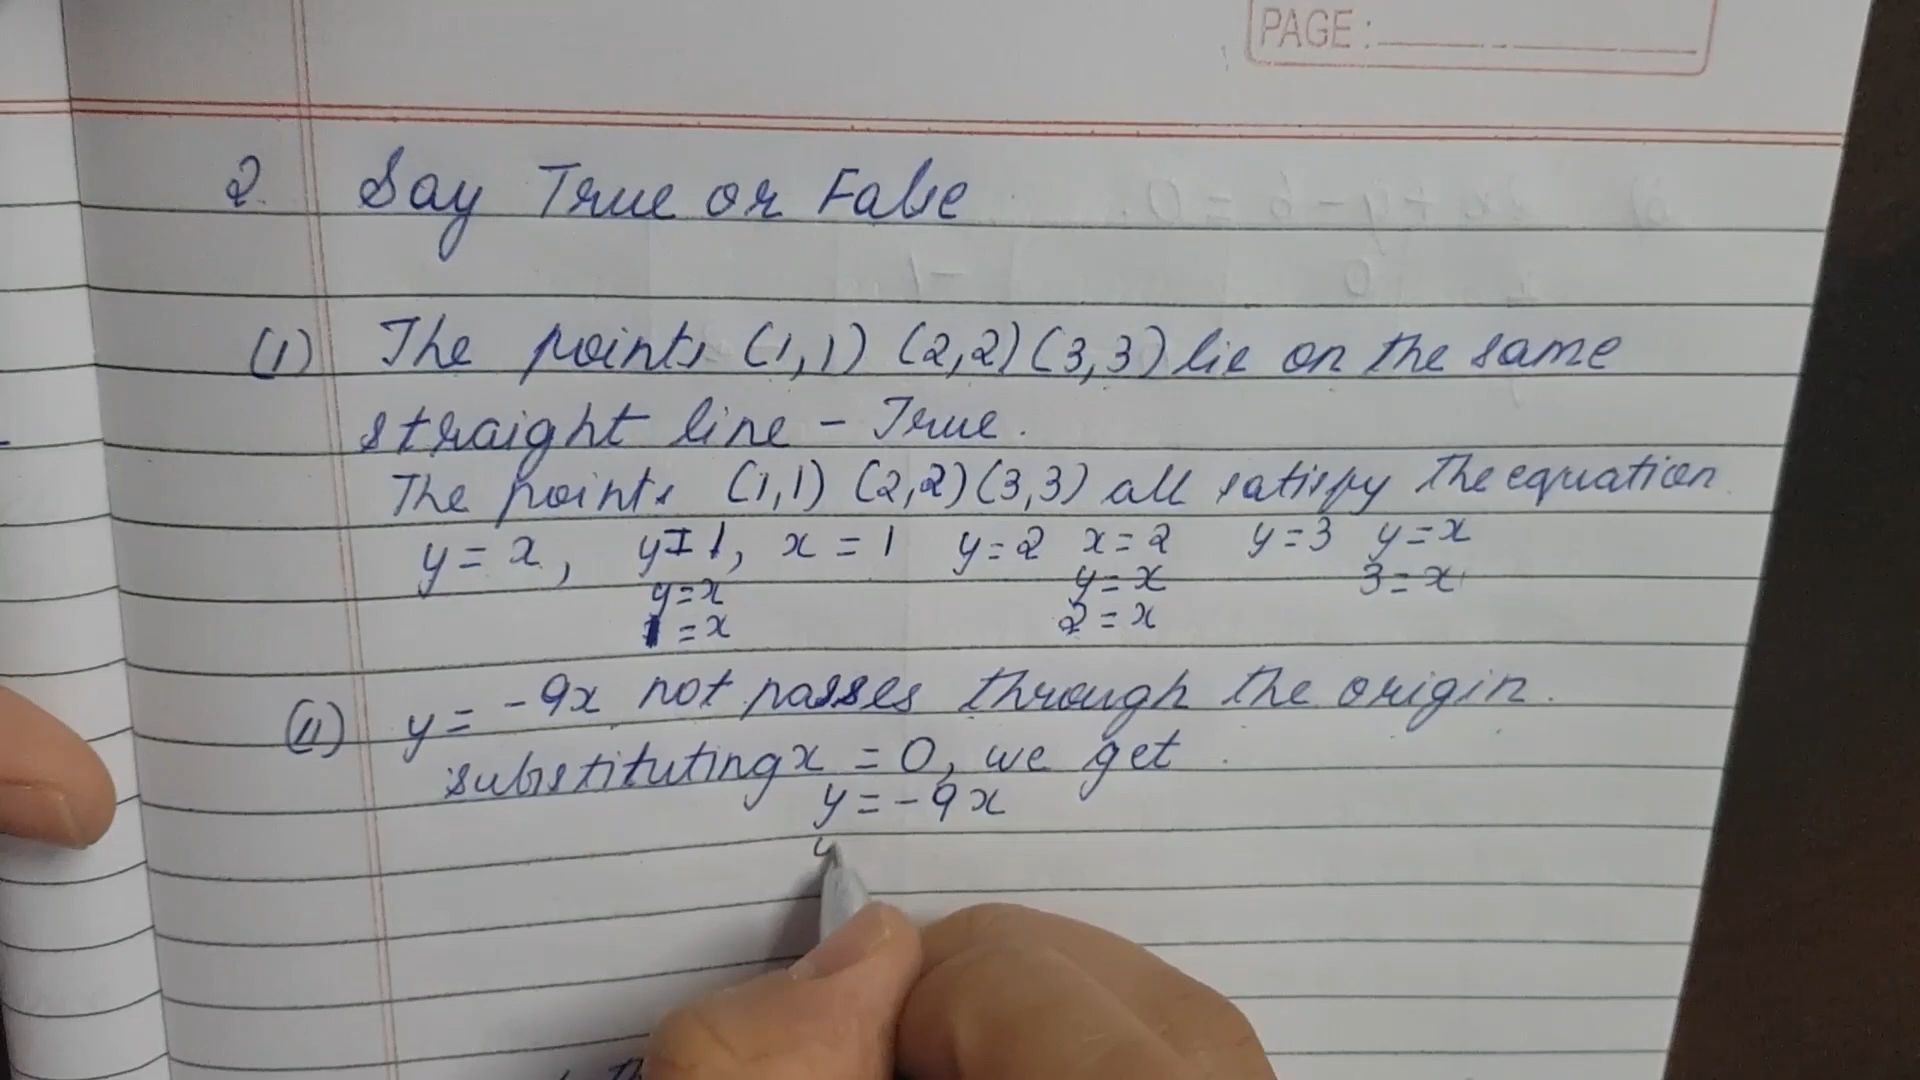 PAGE :
2. Say True or False
(i) The points (1,1) (2,2) (3,3) lie on the same
straight line - True.
The points (1,1) (2,2) (3,3) all satisfy the equation
y = x, y = 1, x = 1 y = 2 x = 2 y = 3 y = x
y = x y = x 3 = x
1 = x 2 = x
(ii) y = -9x not passes through the origin.
substituting x = 0, we get
y = -9x
y